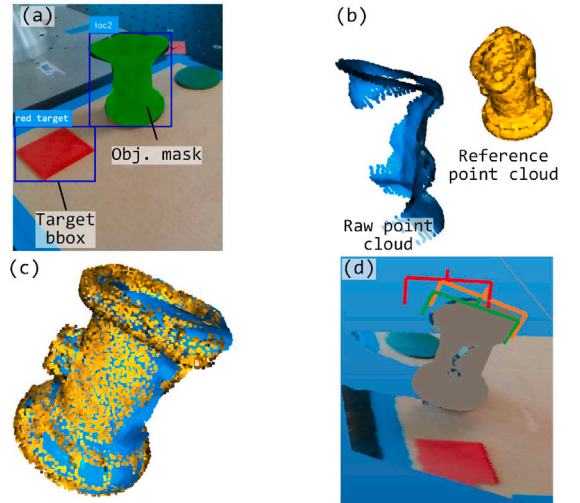 (a)
toc2
red target
Obj. mask
Target
bbox
(b)
Reference
point cloud
Raw point
cloud
(c)
(d)